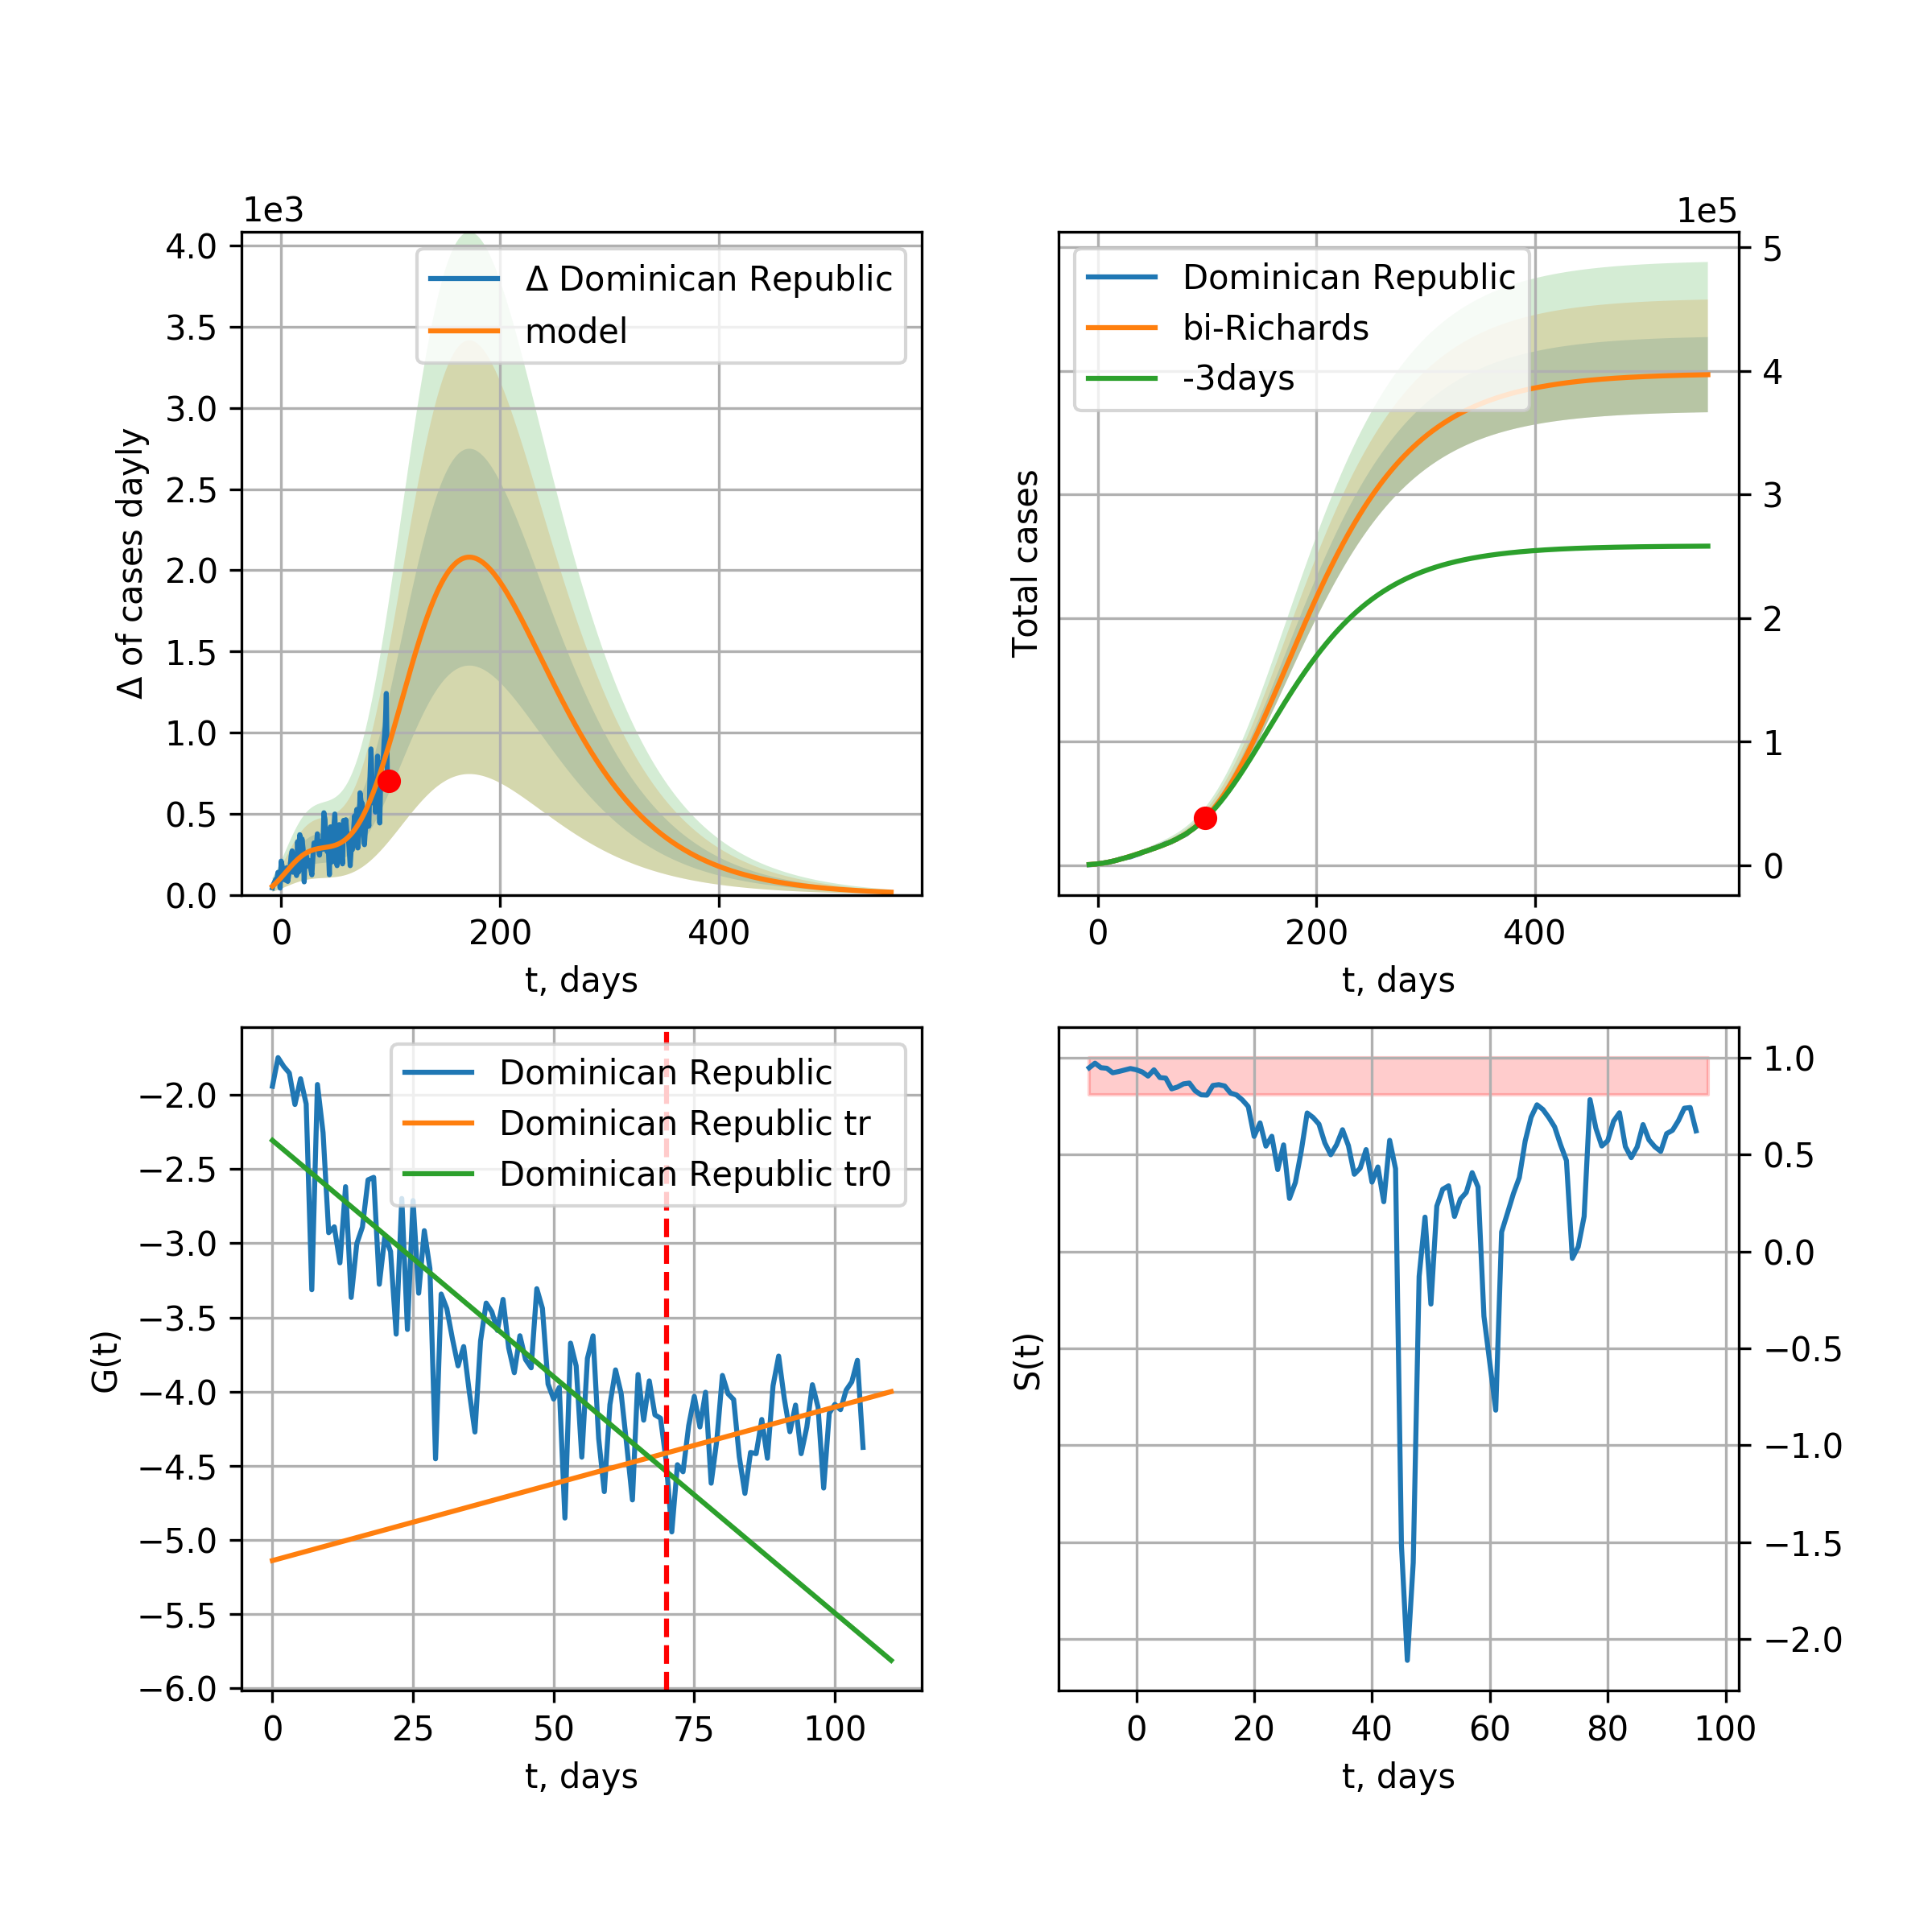 1e3
4.0
3.5
3.0
2.5
2.0
1.5
1.0
0.5
0.0
Δ of cases dayly
Δ Dominican Republic
model
0 200 400
t, days
1e5
5
4
3
2
1
0
Total cases
Dominican Republic
bi-Richards
-3days
0 200 400
t, days
−2.0
−2.5
−3.0
−3.5
−4.0
−4.5
−5.0
−5.5
−6.0
G(t)
Dominican Republic
Dominican Republic tr
Dominican Republic tr0
0 25 50 75 100
t, days
1.0
0.5
0.0
−0.5
−1.0
−1.5
−2.0
S(t)
0 20 40 60 80 100
t, days